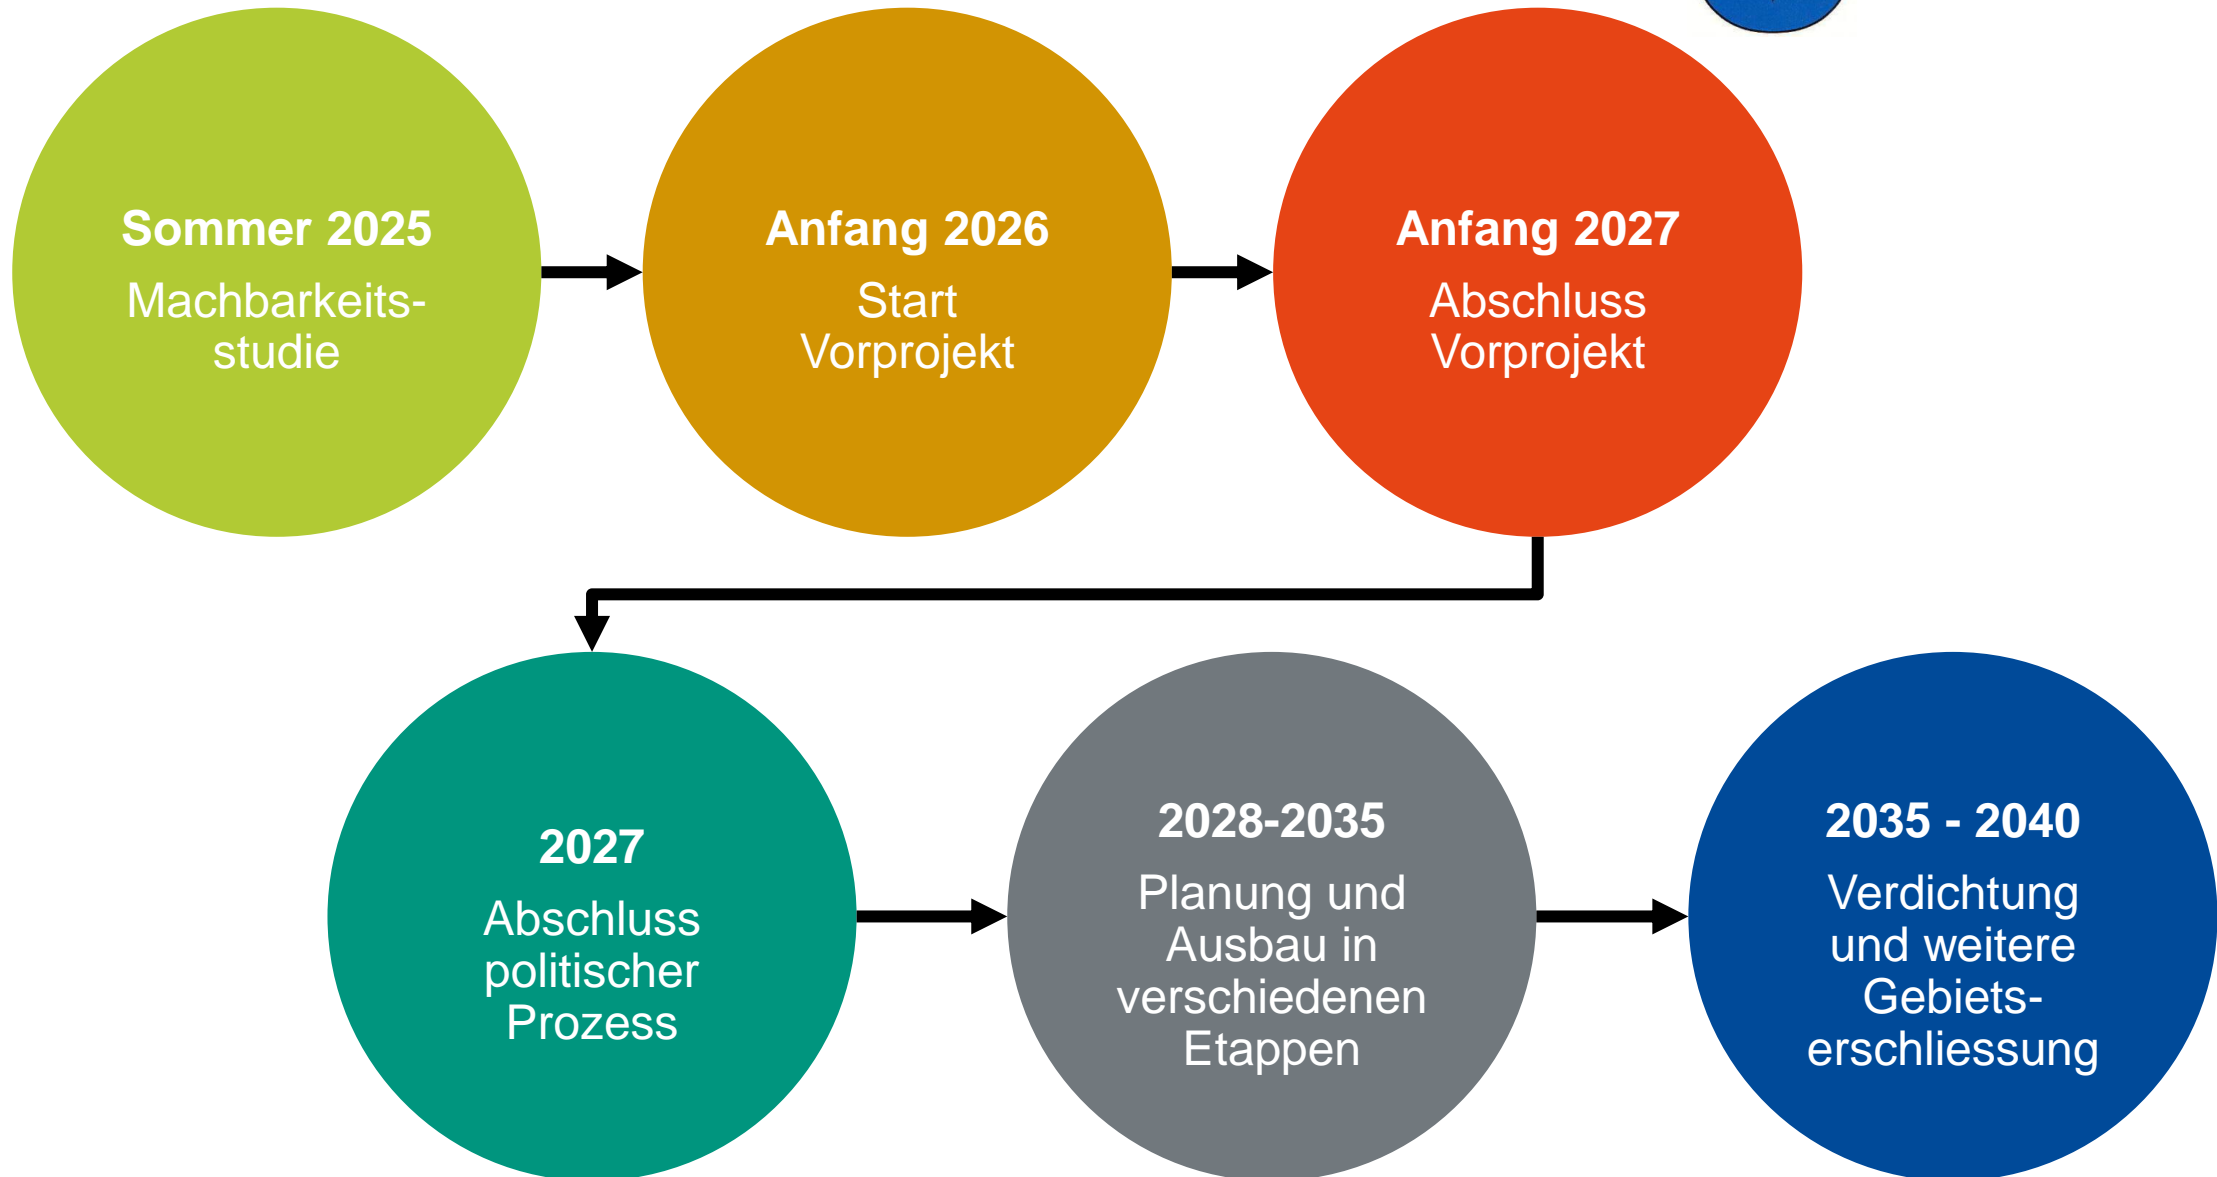 Sommer 2025
Machbarkeits-
studie
Anfang 2026
Start
Vorprojekt
Anfang 2027
Abschluss
Vorprojekt
2027
Abschluss
politischer
Prozess
2028-2035
Planung und
Ausbau in
verschiedenen
Etappen
2035 - 2040
Verdichtung
und weitere
Gebiets-
erschliessung